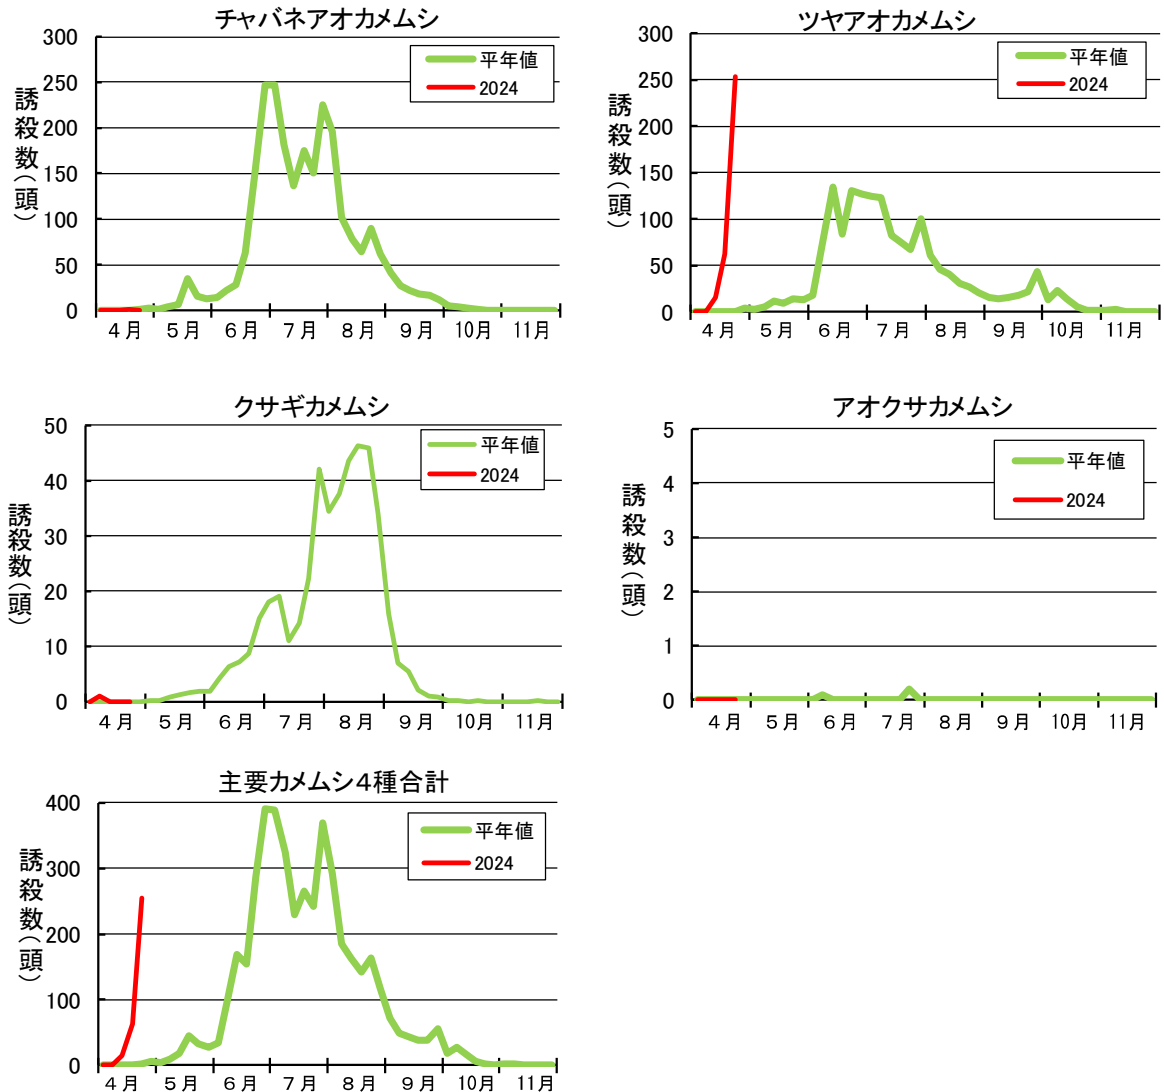 チャバネアオカメムシ
誘殺数(頭)
300
250
200
150
100
50
0
平年値
2024
4月 5月 6月 7月 8月 9月 10月 11月
ツヤアオカメムシ
誘殺数(頭)
300
250
200
150
100
50
0
平年値
2024
4月 5月 6月 7月 8月 9月 10月 11月
クサギカメムシ
誘殺数(頭)
50
40
30
20
10
0
平年値
2024
4月 5月 6月 7月 8月 9月 10月 11月
アオクサカメムシ
誘殺数(頭)
5
4
3
2
1
0
平年値
2024
4月 5月 6月 7月 8月 9月 10月 11月
主要カメムシ4種合計
誘殺数(頭)
400
300
200
100
0
平年値
2024
4月 5月 6月 7月 8月 9月 10月 11月